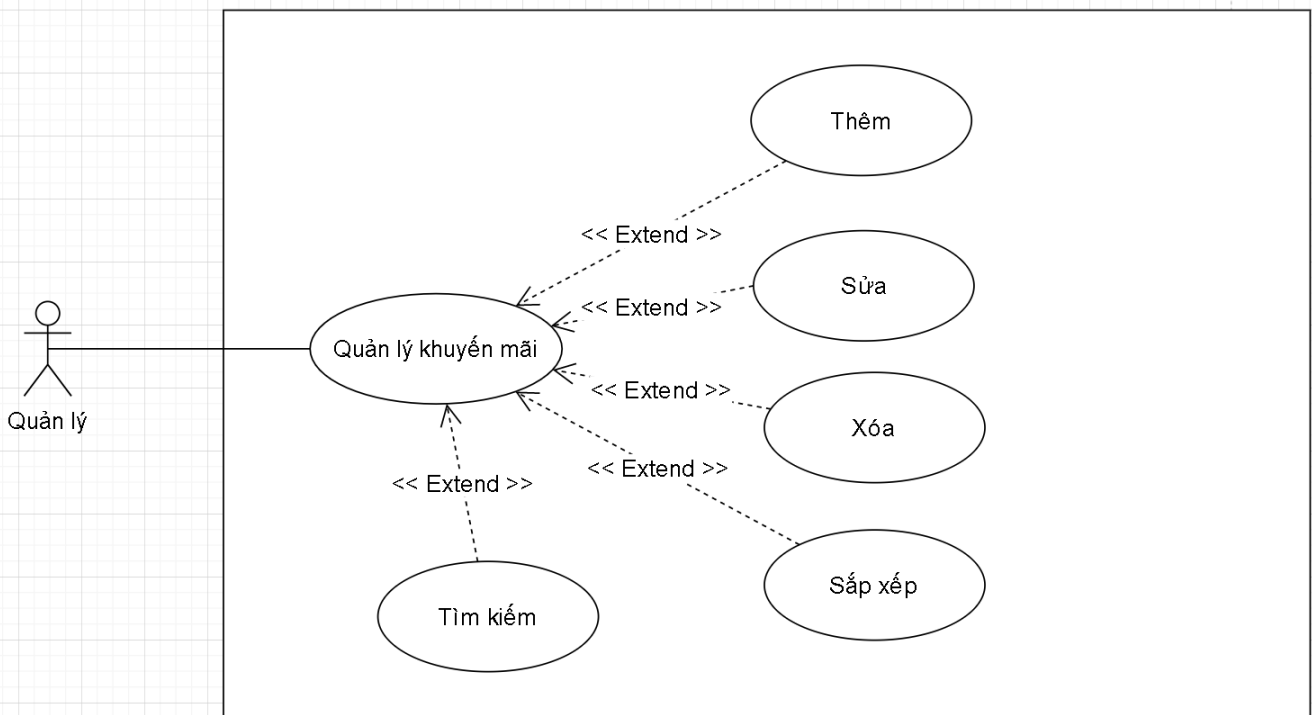 Thêm
<< Extend >>
Sửa
<< Extend >>
Quản lý khuyến mãi
<< Extend >>
Quản lý
Xóa
<< Extend >>
<< Extend >>
Sắp xếp
Tìm kiếm